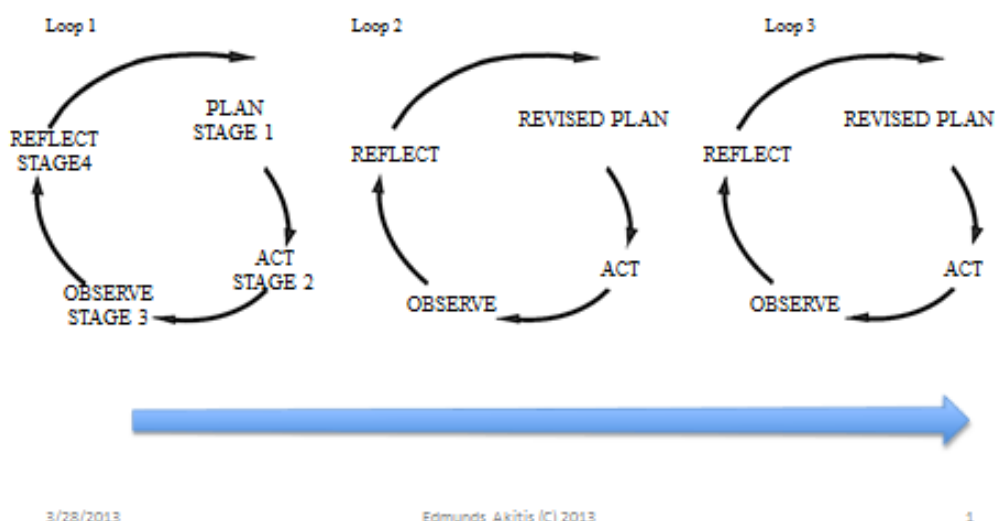 Loop 1
PLAN
STAGE 1
ACT
STAGE 2
OBSERVE
STAGE 3
REFLECT
STAGE4
Loop 2
REVISED PLAN
ACT
OBSERVE
REFLECT
Loop 3
REVISED PLAN
ACT
OBSERVE
REFLECT
3/28/2013
Edmunds, Akitis (C) 2013
1